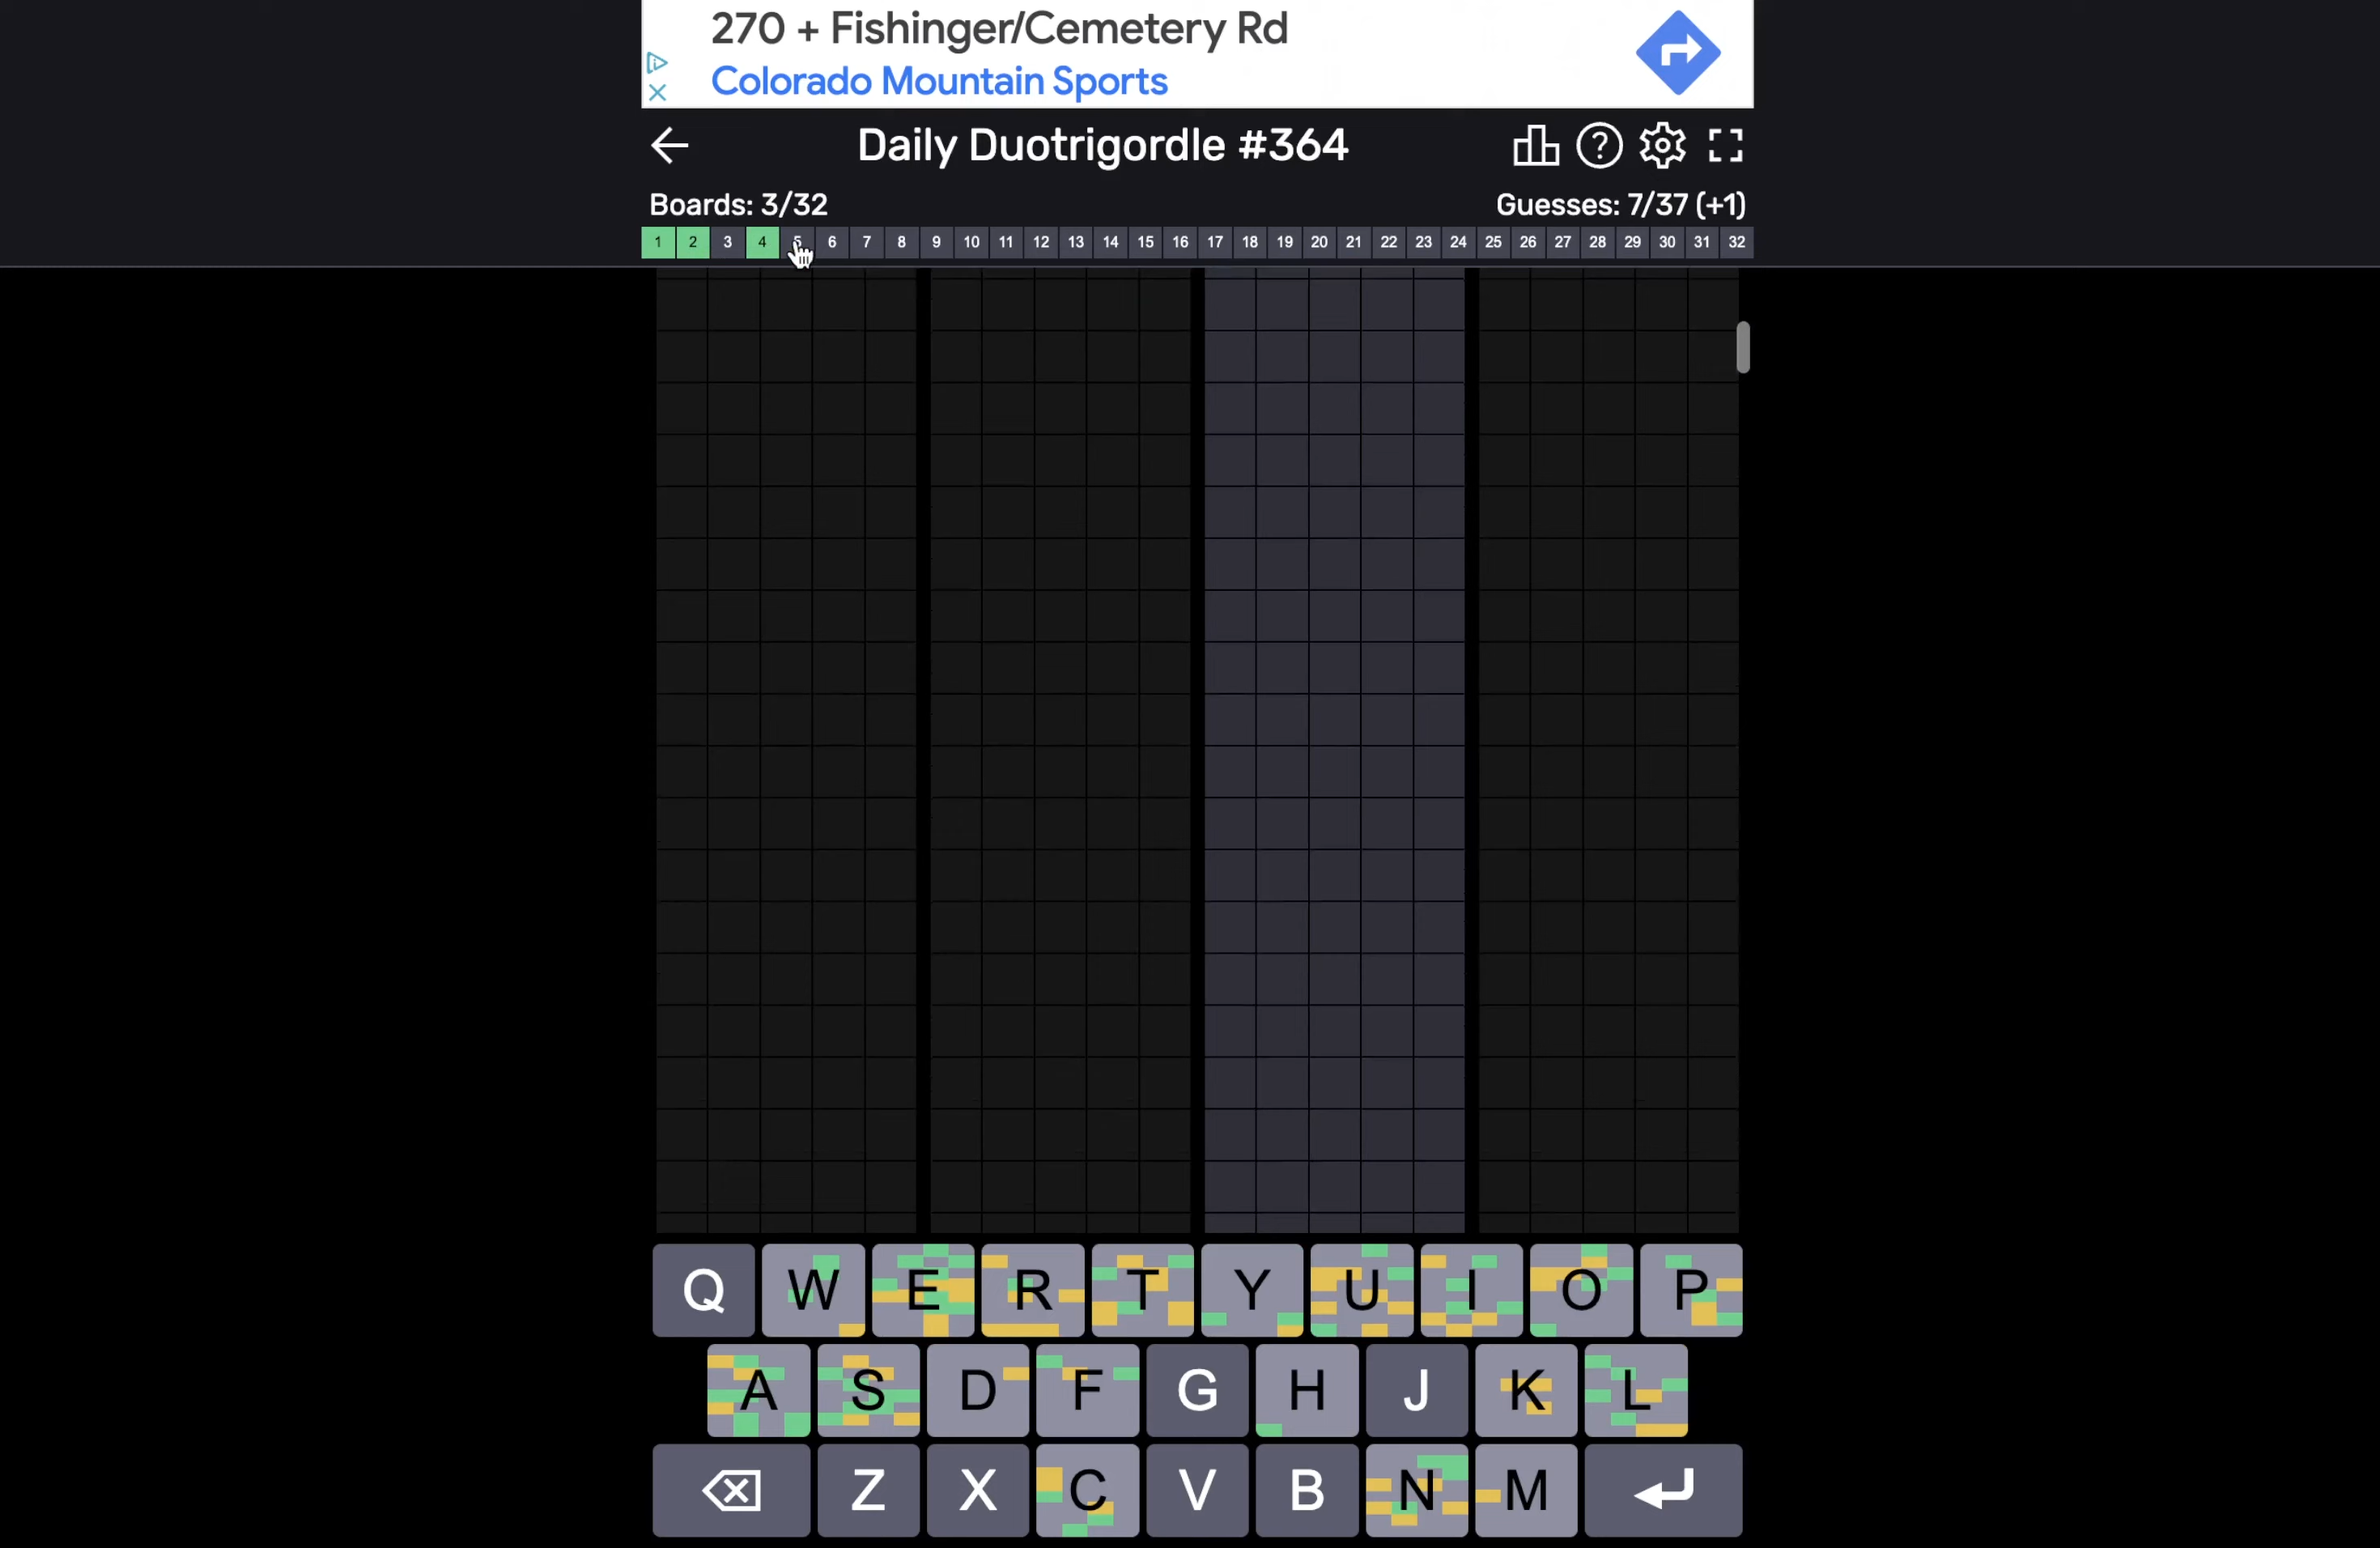 270 + Fishinger/Cemetery Rd
Colorado Mountain Sports
Daily Duotrigordle #364
Boards: 3/32 Guesses: 7/37 (+1)
1 2 3 4 5 6 7 8 9 10 11 12 13 14 15 16 17 18 19 20 21 22 23 24 25 26 27 28 29 30 31 32
Q W E R T Y U I O P
A S D F G H J K L
Z X C V B N M